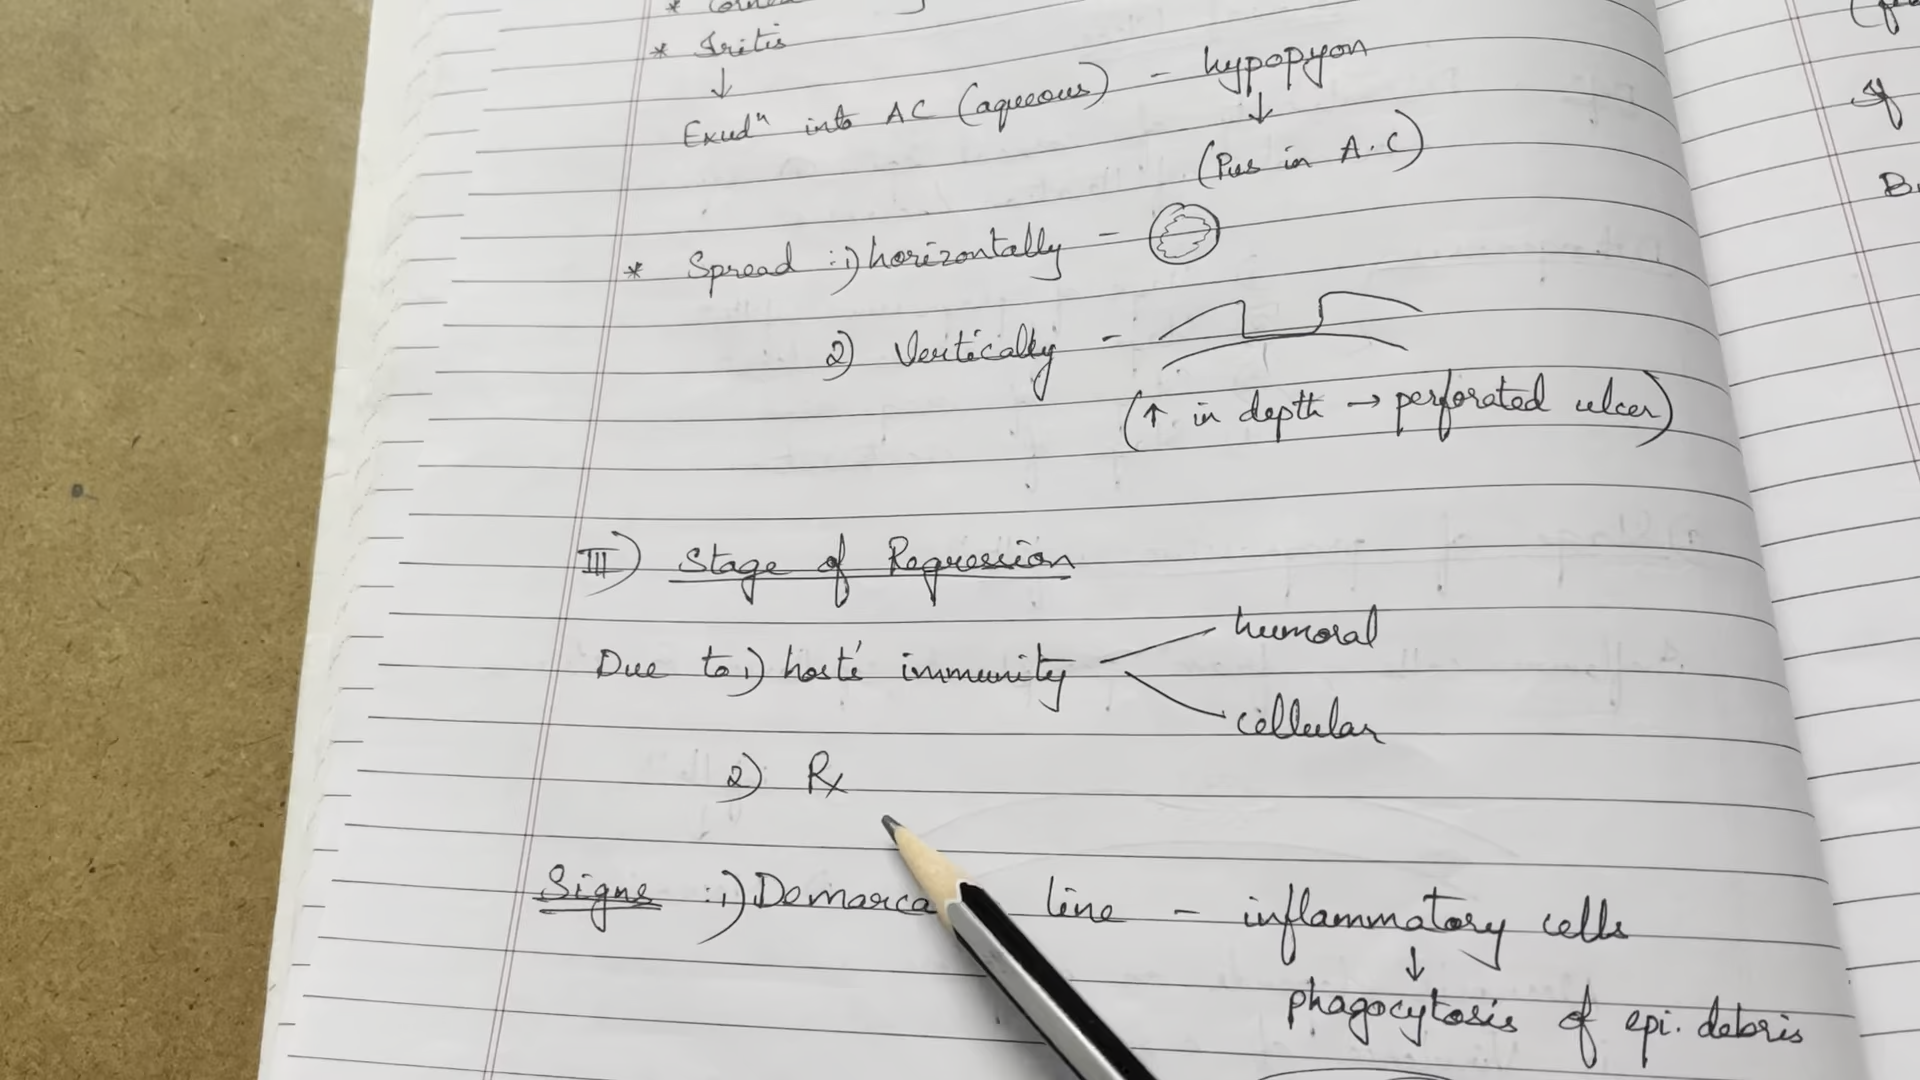 * Iritis
↓
Exudⁿ into AC (aqueous) - hypopyon
↓
(Pus in A.C)
* Spread :1) horizontally -
2) Vertically -
(↑ in depth → perforated ulcer)
III) Stage of Regression
Due to 1) host's immunity
humoral
cellular
2) Rx
Signs :1) Demarca line - inflammatory cells
↓
phagocytosis of epi. debris
of